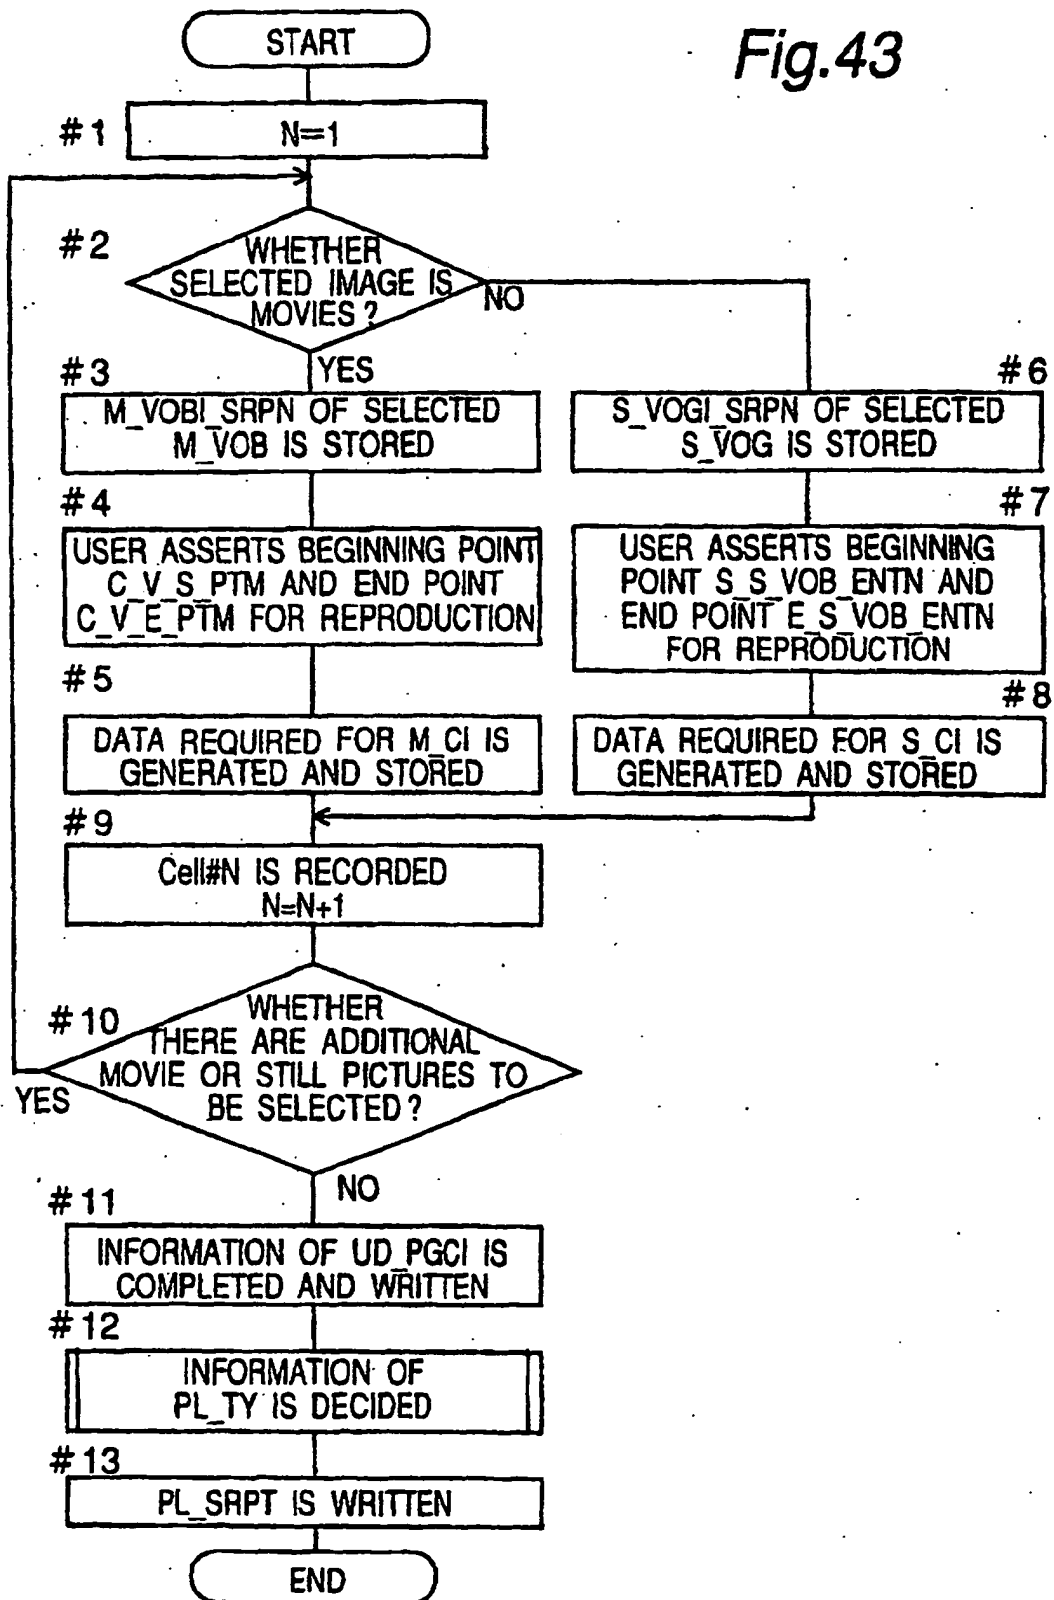 Fig.43
START
#1
N=1
#2
WHETHER
SELECTED IMAGE IS
MOVIES?
NO
YES
#3
M_VOBI_SRPN OF SELECTED
M_VOB IS STORED
#6
S_VOGI_SRPN OF SELECTED
S_VOG IS STORED
#4
USER ASSERTS BEGINNING POINT
C_V_S_PTM AND END POINT
C_V_E_PTM FOR REPRODUCTION
#7
USER ASSERTS BEGINNING
POINT S_S_VOB_ENTN AND
END POINT E_S_VOB_ENTN
FOR REPRODUCTION
#5
DATA REQUIRED FOR M_CI IS
GENERATED AND STORED
#8
DATA REQUIRED FOR S_CI IS
GENERATED AND STORED
#9
Cell#N IS RECORDED
N=N+1
#10
WHETHER
THERE ARE ADDITIONAL
MOVIE OR STILL PICTURES TO
BE SELECTED?
YES
NO
#11
INFORMATION OF UD_PGCI IS
COMPLETED AND WRITTEN
#12
INFORMATION OF
PL_TY IS DECIDED
#13
PL_SRPT IS WRITTEN
END